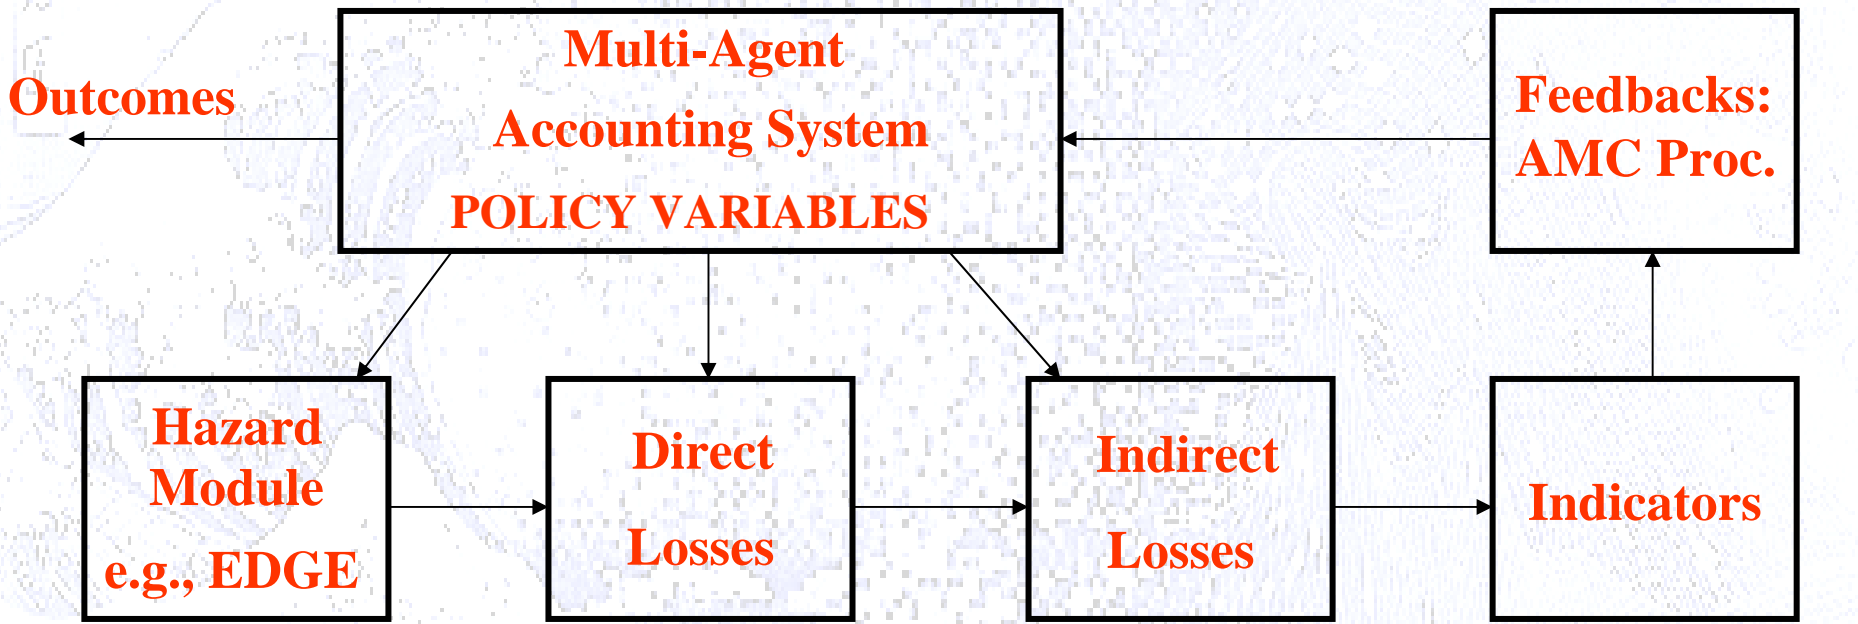 Outcomes
Multi-Agent
Accounting System
POLICY VARIABLES
Feedbacks:
AMC Proc.
Hazard
Module
e.g., EDGE
Direct
Losses
Indirect
Losses
Indicators